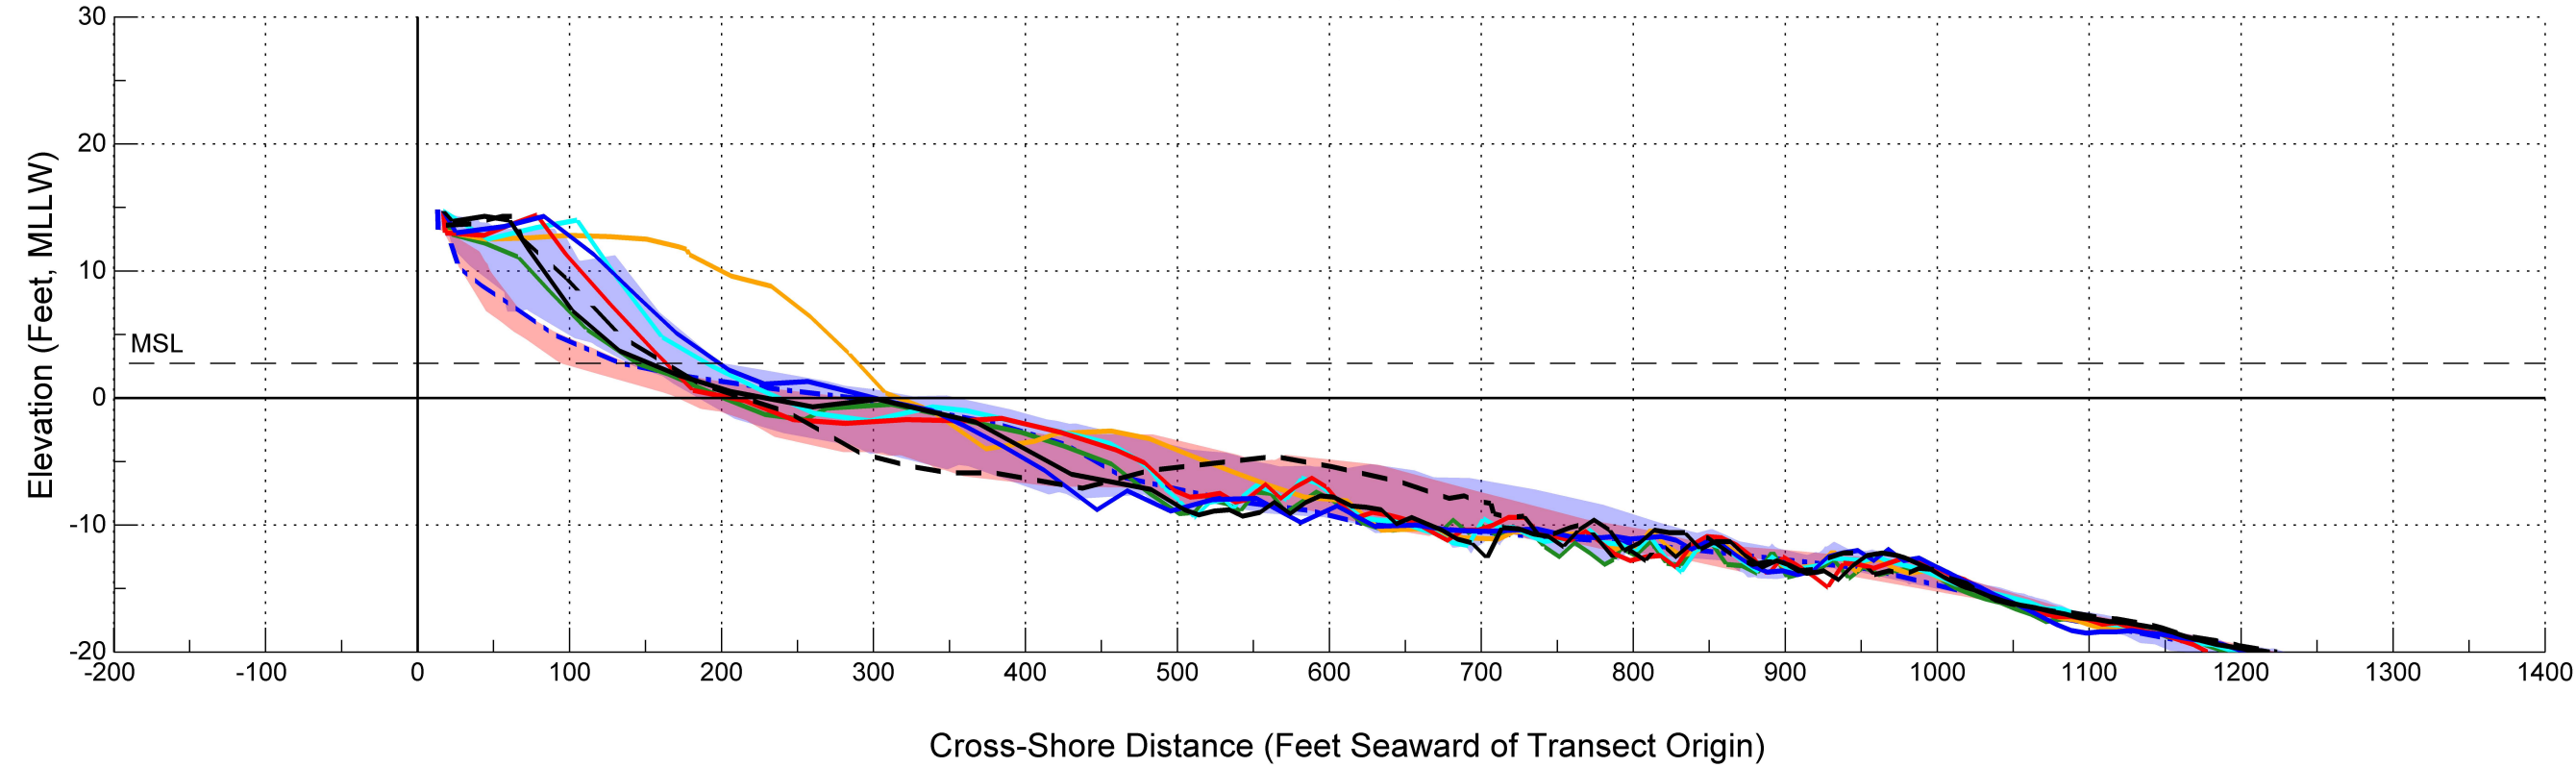 30
20
10
0
-10
-20
Elevation (Feet, MLLW)
MSL
-200 -100 0 100 200 300 400 500 600 700 800 900 1000 1100 1200 1300 1400
Cross-Shore Distance (Feet Seaward of Transect Origin)